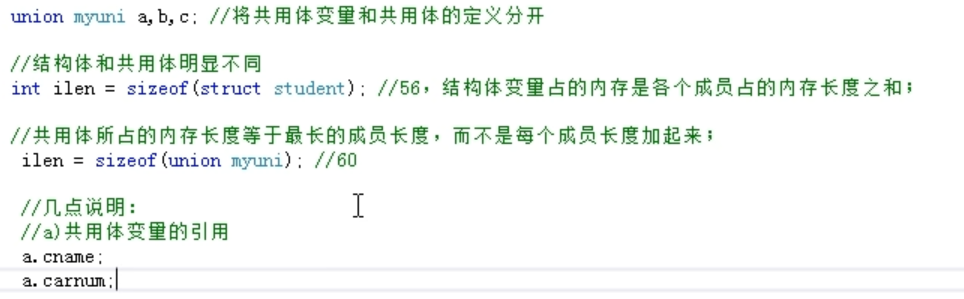 union myuni a,b,c; //将共用体变量和共用体的定义分开
//结构体和共用体明显不同
int ilen = sizeof(struct student); //56，结构体变量占的内存是各个成员占的内存长度之和；
//共用体所占的内存长度等于最长的成员长度，而不是每个成员长度加起来；
ilen = sizeof(union myuni); //60
//几点说明：
//a)共用体变量的引用
a.cname;
a.carnum;